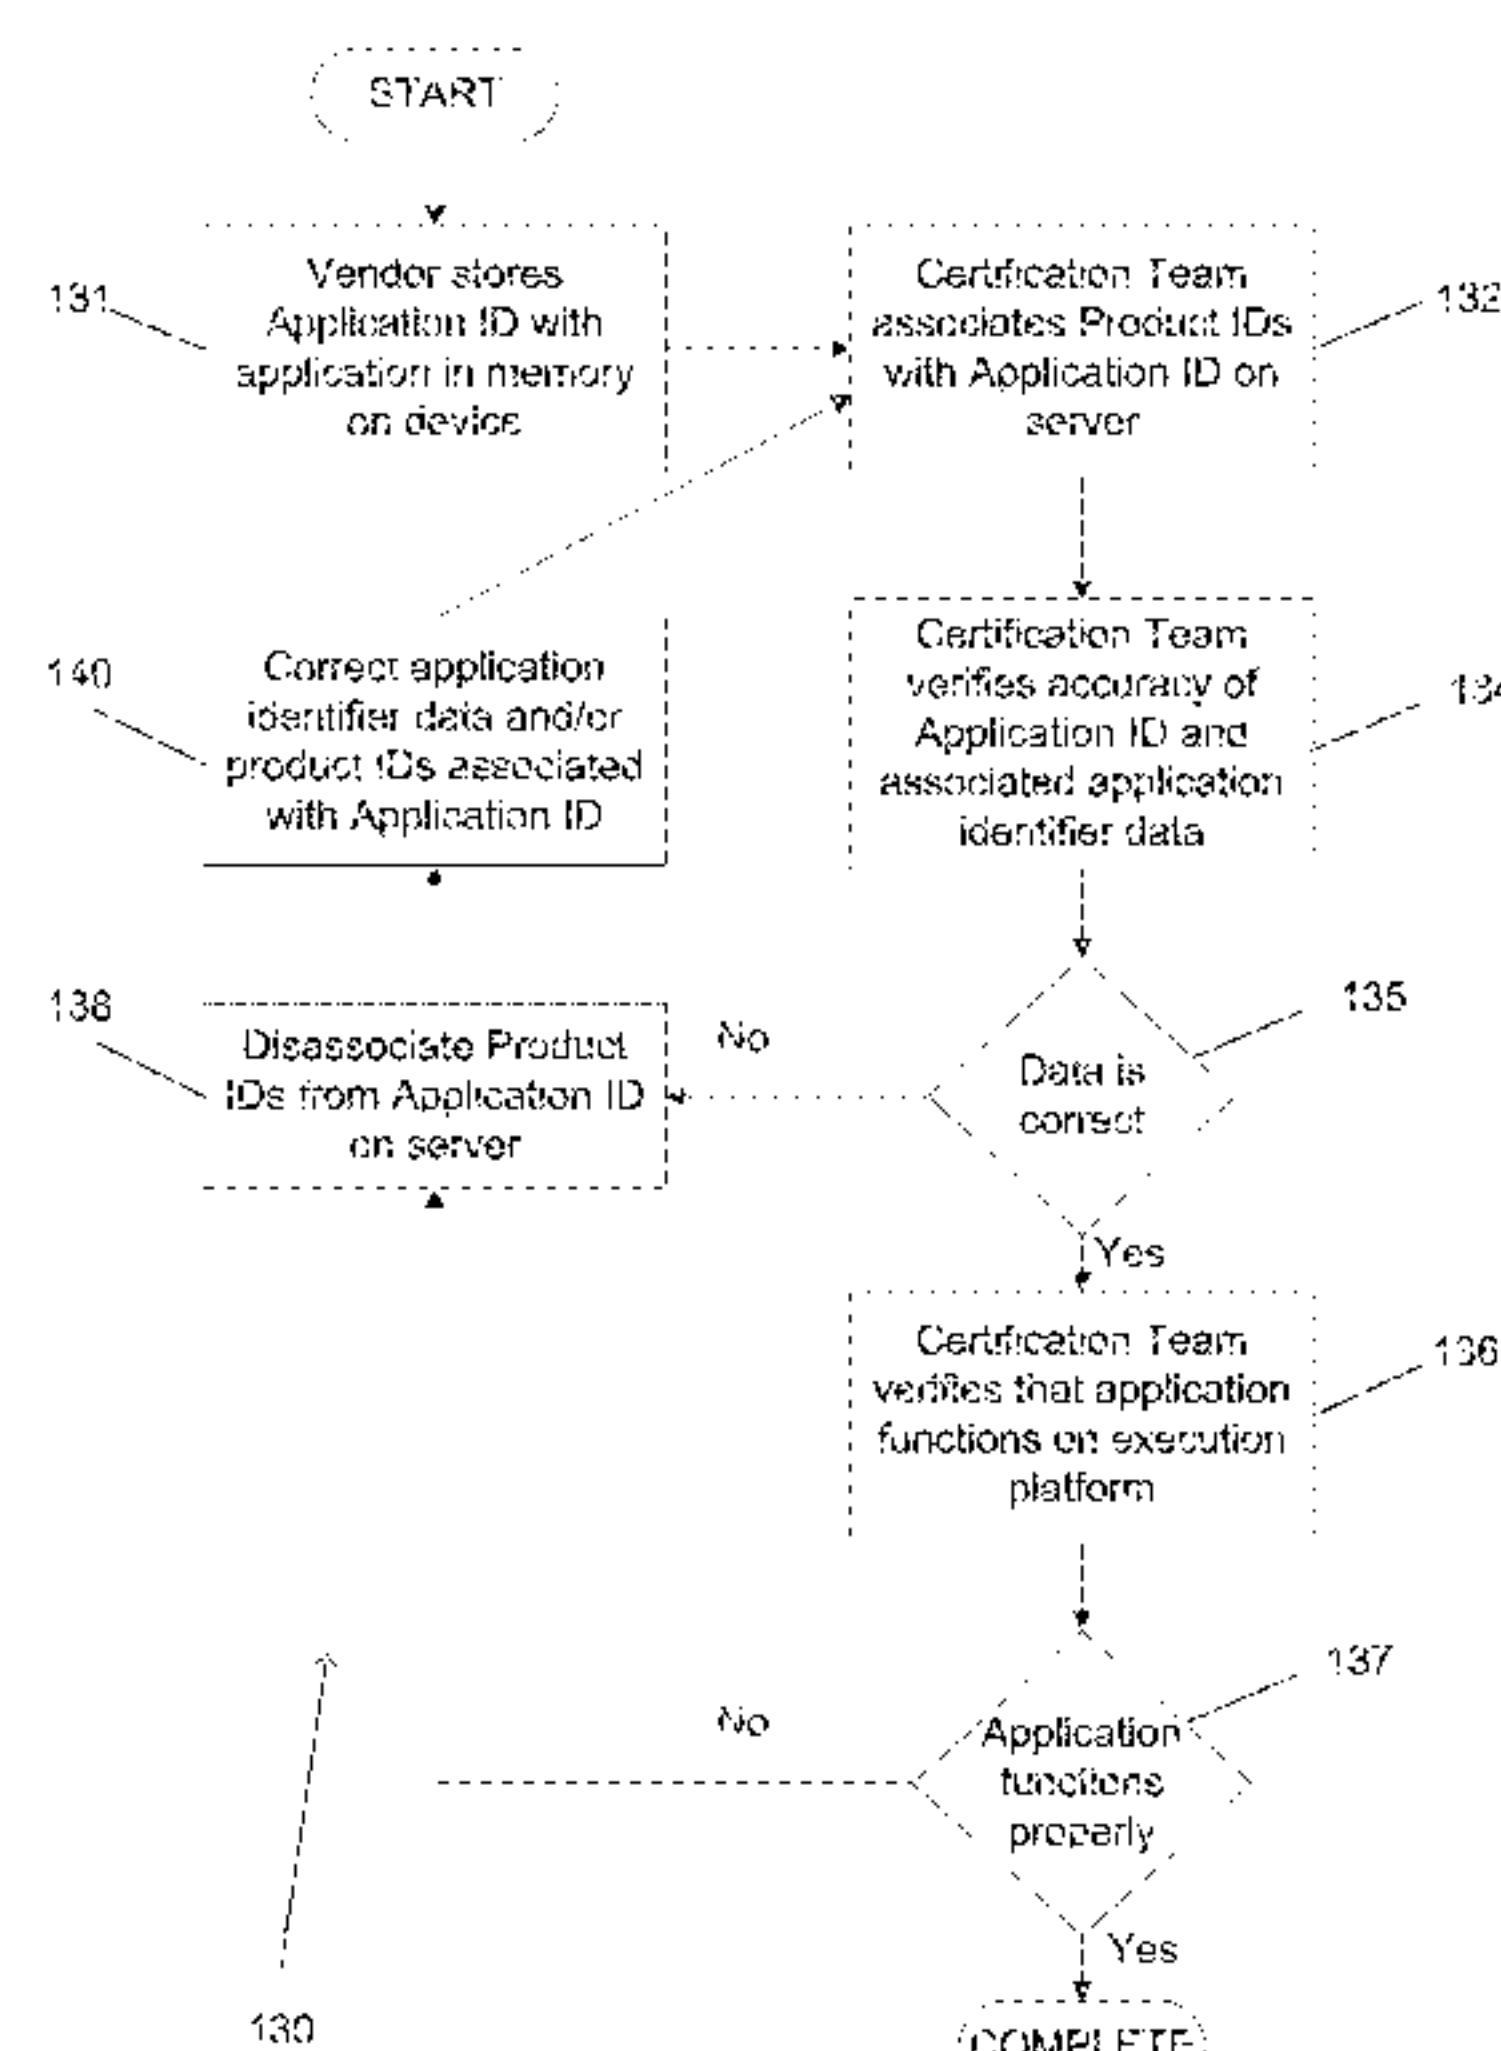 START
131
Vendor stores
Application ID with
application in memory
on device
Certification Team
associates Product IDs
with Application ID on
server
132
140
Correct application
identifier data and/or
product IDs associated
with Application ID
Certification Team
verifies accuracy of
Application ID and
associated application
identifier data
134
138
Disassociate Product
IDs from Application ID
on server
No
Data is
correct
135
Yes
Certification Team
verifies that application
functions on execution
platform
136
No
Application
functions
properly
137
Yes
130
COMPLETE